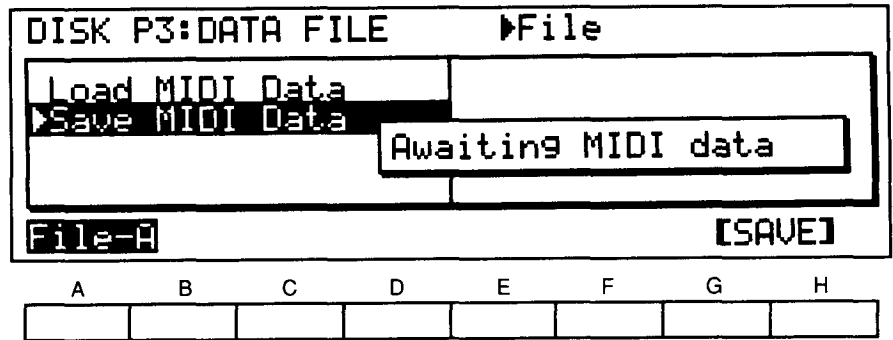 DISK P3:DATA FILE ▶File
Load MIDI Data
▶Save MIDI Data
Awaiting MIDI data
File-A [SAVE]
A B C D E F G H